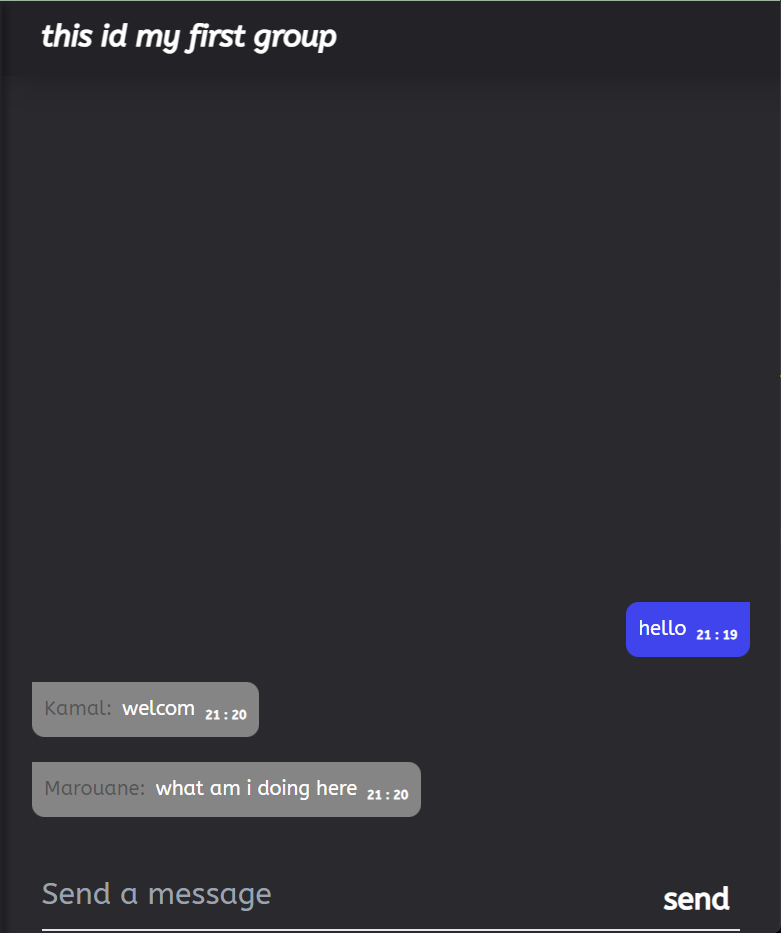 this id my first group
hello 21 : 19
Kamal: welcom 21 : 20
Marouane: what am i doing here 21 : 20
Send a message send